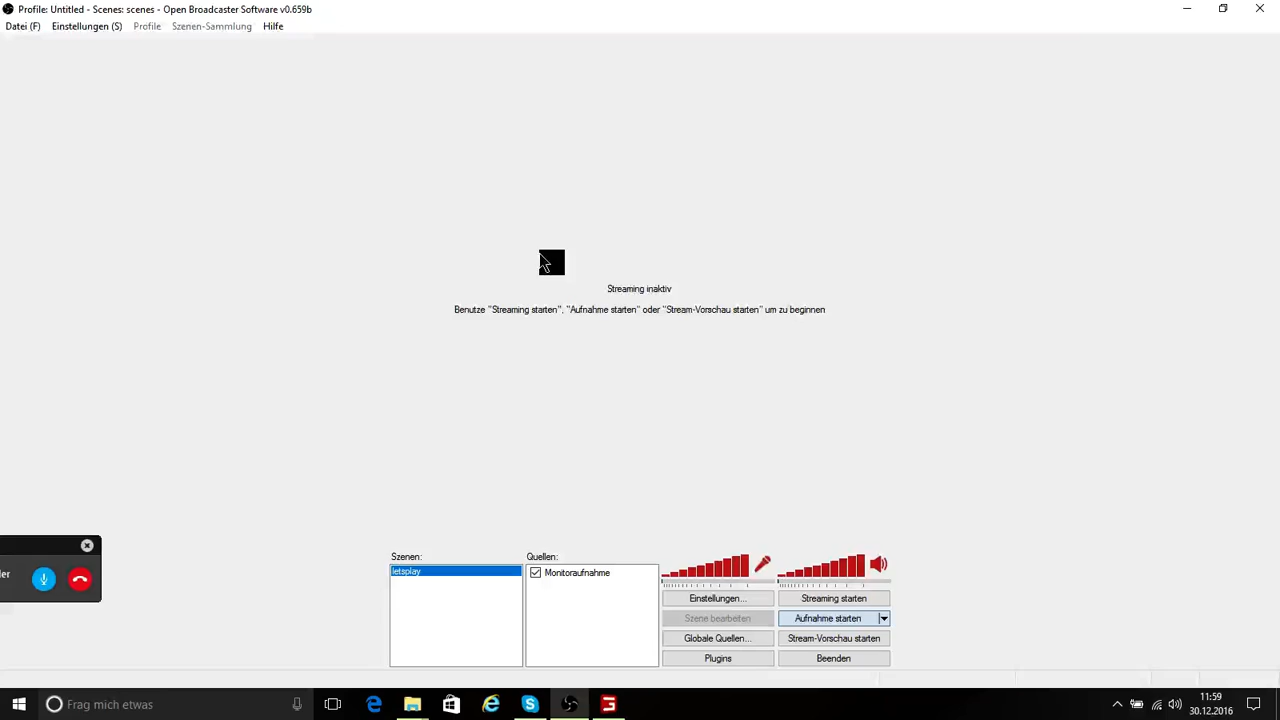 Profile: Untitled - Scenes: scenes - Open Broadcaster Software v0.659b
Datei (F) Einstellungen (S) Profile Szenen-Sammlung Hilfe
Streaming inaktiv
Benutze "Streaming starten", "Aufnahme starten" oder "Stream-Vorschau starten" um zu beginnen
ler
Szenen: Quellen:
letsplay
Monitoraufnahme
Einstellungen... Streaming starten
Szene bearbeiten Aufnahme starten
Globale Quellen... Stream-Vorschau starten
Plugins Beenden
Frag mich etwas
11:59
30.12.2016